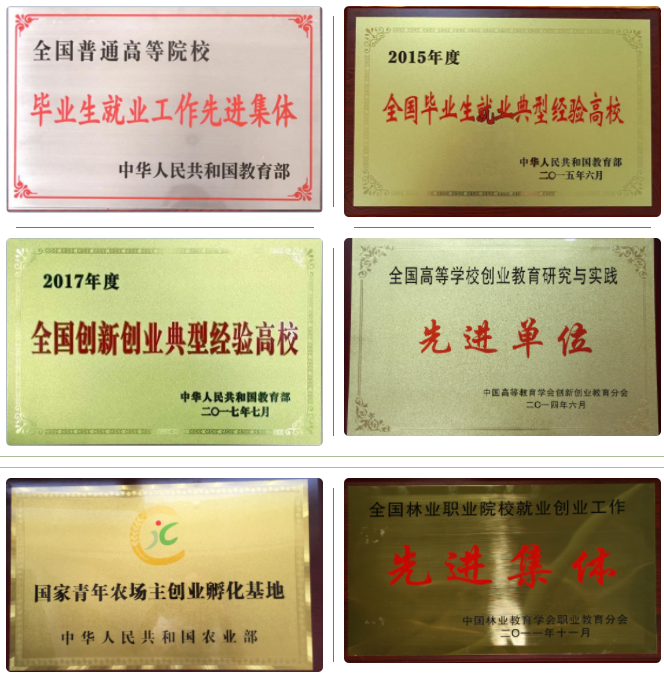 全国普通高等院校
毕业生就业工作先进集体
中华人民共和国教育部
2015年度
全国毕业生就业典型经验高校
中华人民共和国教育部
二〇一五年六月
2017年度
全国创新创业典型经验高校
中华人民共和国教育部
二〇一七年七月
全国高等学校创业教育研究与实践
先进单位
中国高等教育学会创新创业教育分会
二〇一四年六月
国家青年农场主创业孵化基地
中华人民共和国农业部
全国林业职业院校就业创业工作
先进集体
中国林业教育学会职业教育分会
二〇一一年十一月